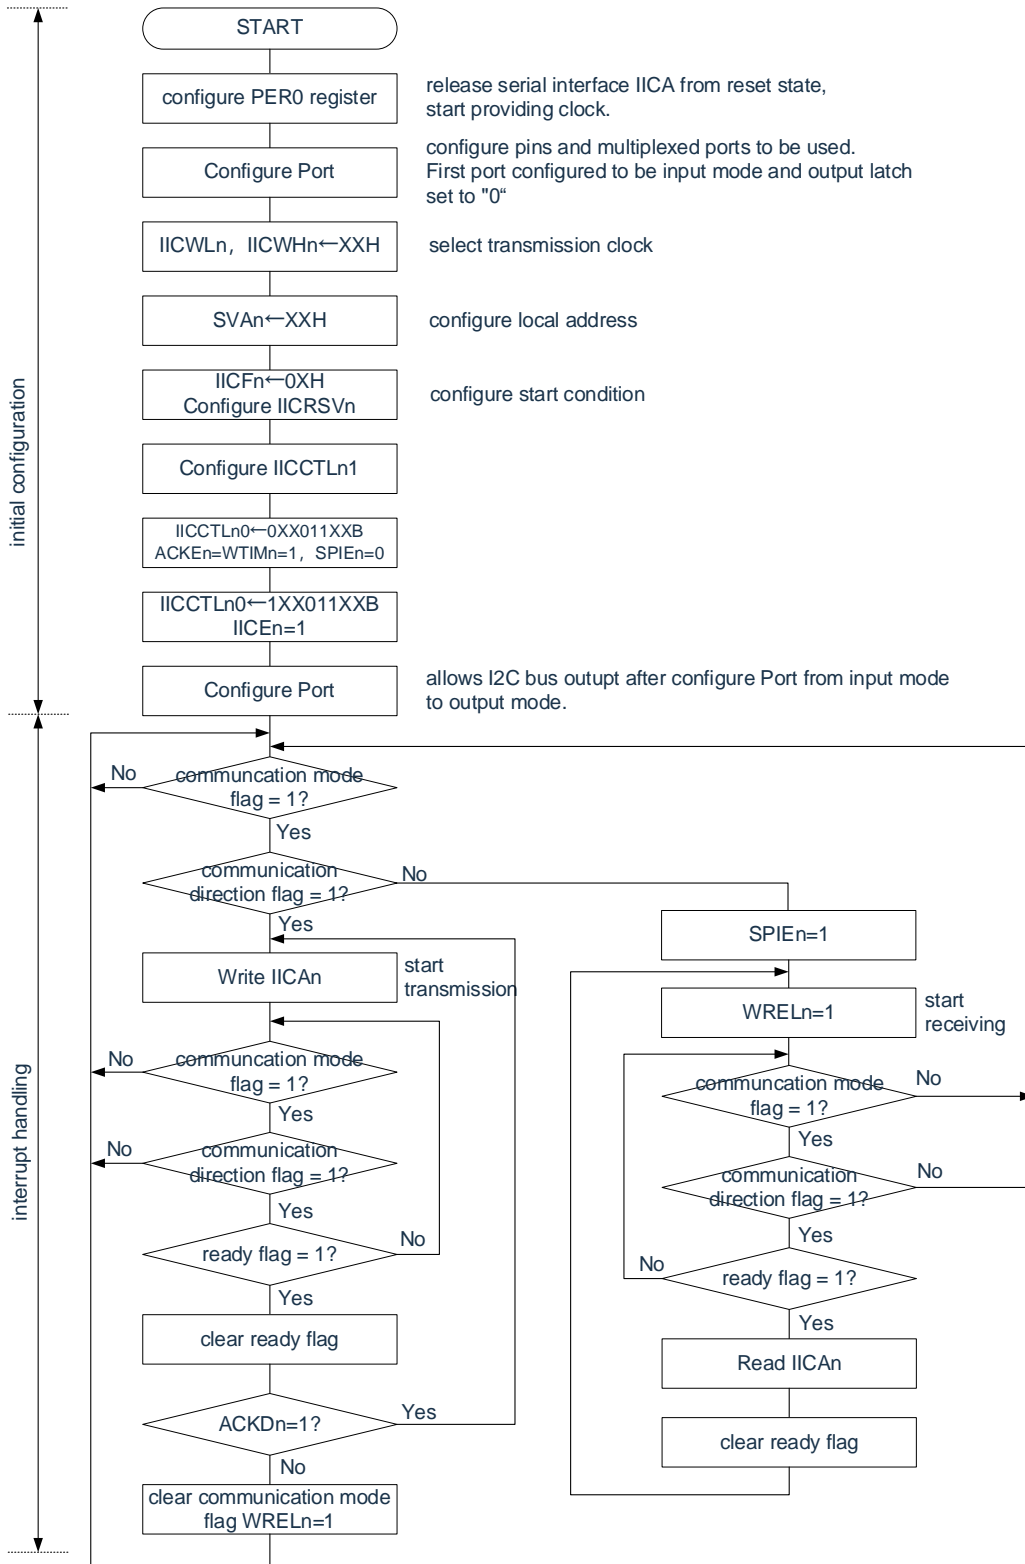 START
configure PER0 register
release serial interface IICA from reset state,
start providing clock.
Configure Port
configure pins and multiplexed ports to be used.
First port configured to be input mode and output latch
set to "0“
IICWLn, IICWHn←XXH
select transmission clock
SVAn←XXH
configure local address
IICFn←0XH
Configure IICRSVn
configure start condition
Configure IICCTLn1
IICCTLn0←0XX011XXB
ACKEn=WTIMn=1, SPIEn=0
IICCTLn0←1XX011XXB
IICEn=1
Configure Port
allows I2C bus outupt after configure Port from input mode
to output mode.
initial configuration
interrupt handling
communcation mode
flag = 1?
No
Yes
communication
direction flag = 1?
No
Yes
Write IICAn
start
transmission
communcation mode
flag = 1?
No
Yes
communication
direction flag = 1?
No
Yes
ready flag = 1?
No
Yes
clear ready flag
ACKDn=1?
Yes
No
clear communication mode
flag WRELn=1
SPIEn=1
WRELn=1
start
receiving
communcation mode
flag = 1?
No
Yes
communication
direction flag = 1?
No
Yes
ready flag = 1?
No
Yes
Read IICAn
clear ready flag